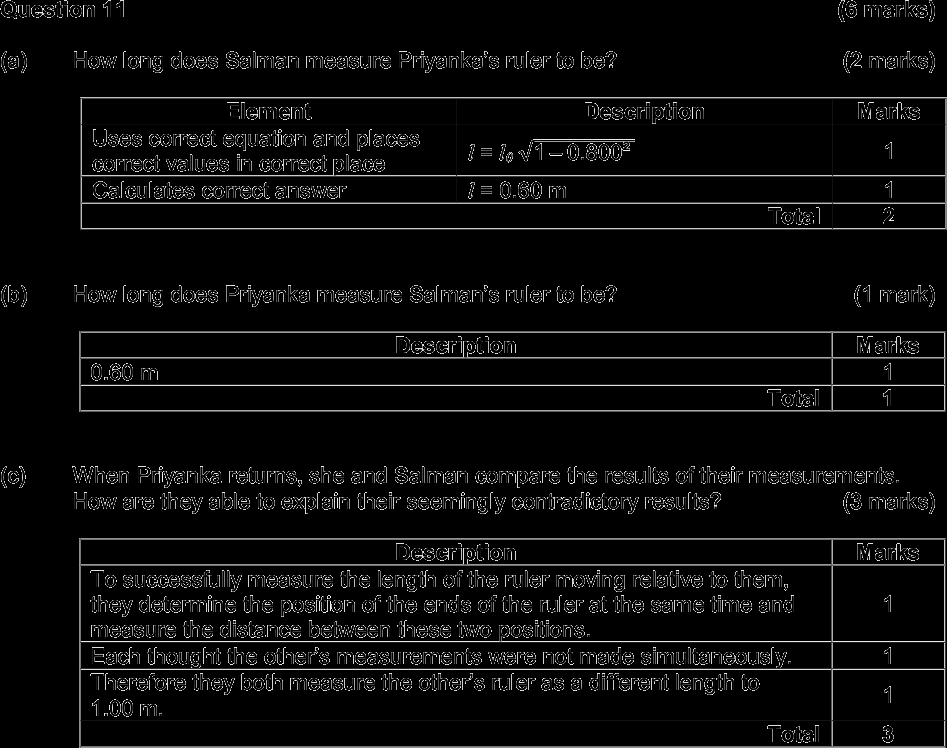 Question 11 (6 marks)
(a) How long does Salman measure Priyanka's ruler to be? (2 marks)
Element Description Marks
Uses correct equation and places
correct values in correct place l = l₀ √1 – 0.800² 1
Calculates correct answer l = 0.60 m 1
Total 2
(b) How long does Priyanka measure Salman's ruler to be? (1 mark)
Description Marks
0.60 m 1
Total 1
(c) When Priyanka returns, she and Salman compare the results of their measurements.
How are they able to explain their seemingly contradictory results? (3 marks)
Description Marks
To successfully measure the length of the ruler moving relative to them,
they determine the position of the ends of the ruler at the same time and
measure the distance between these two positions. 1
Each thought the other's measurements were not made simultaneously. 1
Therefore they both measure the other's ruler as a different length to
1.00 m. 1
Total 3